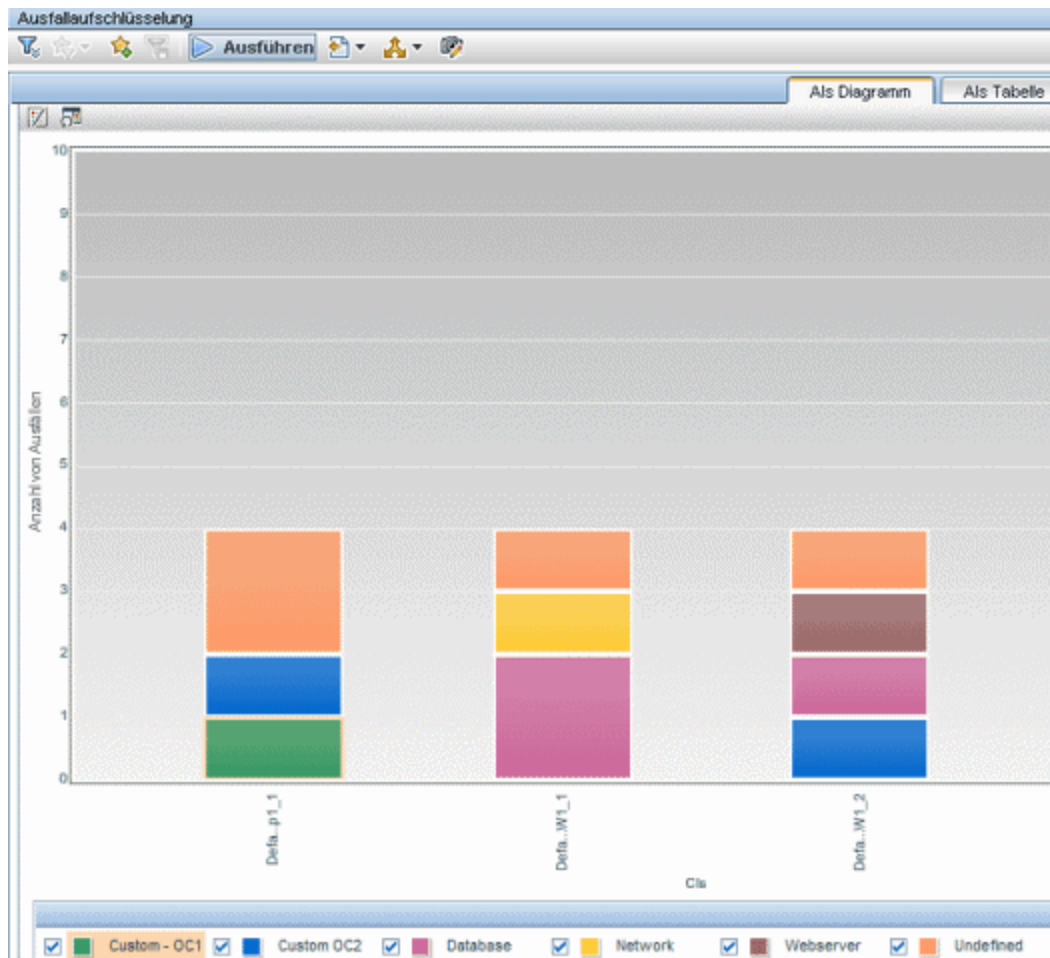 Ausfallaufschlüsselung
Ausführen
Als Diagramm Als Tabelle
10
9
8
7
6
5
4
3
2
1
0
Anzahl von Ausfällen
Defa...p1_1
Defa...W1_1
Defa...W1_2
CIs
Custom - OC1 Custom OC2 Database Network Webserver Undefined